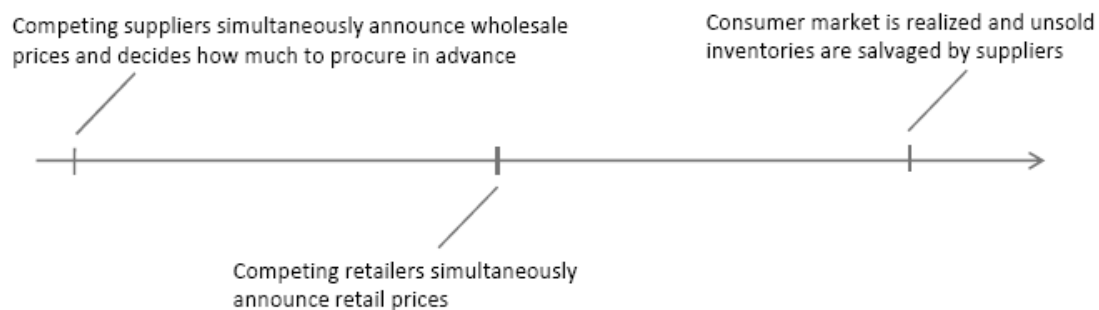 Competing suppliers simultaneously announce wholesale
prices and decides how much to procure in advance
Consumer market is realized and unsold
inventories are salvaged by suppliers
Competing retailers simultaneously
announce retail prices